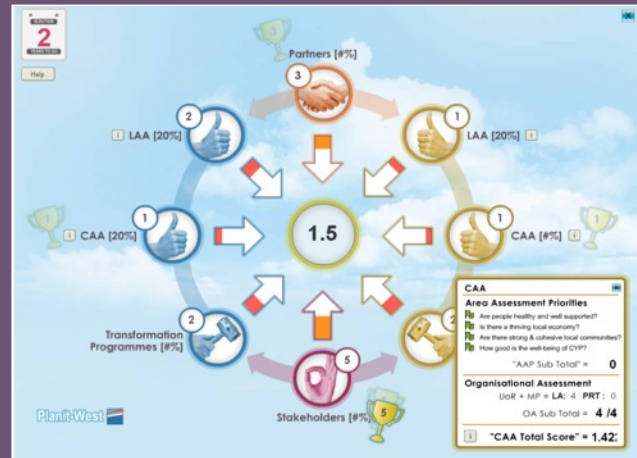 ELECTION
2
YEARS TO GO
Help
3
Partners [#%]
3
2
i LAA [20%]
1
LAA [20%] i
1
i CAA [20%]
1
1.5
1
CAA [#%] i
1
2
Transformation
Programmes [#%]
2
5
Stakeholders [#%]
5
Planit-West
CAA
Area Assessment Priorities
Are people healthy and well supported?
Is there a thriving local economy?
Are there strong & cohesive local communities?
How good is the well-being of CYP?
"AAP Sub Total" = 0
Organisational Assessment
UoR + MP = LA: 4 PRT: 0
OA Sub Total = 4 /4
i "CAA Total Score" = 1.42